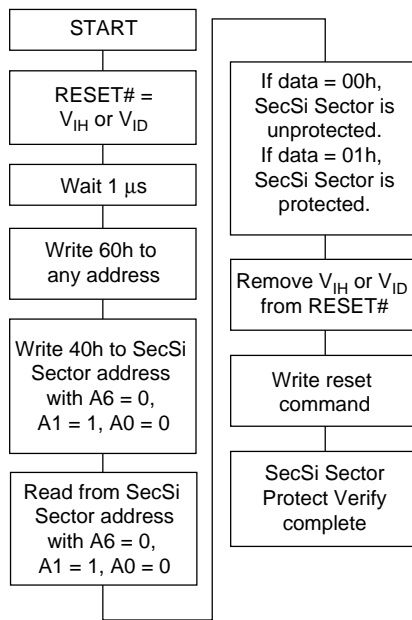 START
RESET# =
V_IH or V_ID
Wait 1 μs
Write 60h to
any address
Write 40h to SecSi
Sector address
with A6 = 0,
A1 = 1, A0 = 0
Read from SecSi
Sector address
with A6 = 0,
A1 = 1, A0 = 0
If data = 00h,
SecSi Sector is
unprotected.
If data = 01h,
SecSi Sector is
protected.
Remove V_IH or V_ID
from RESET#
Write reset
command
SecSi Sector
Protect Verify
complete